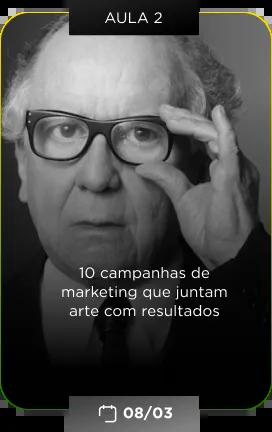 AULA 2
10 campanhas de
marketing que juntam
arte com resultados
08/03